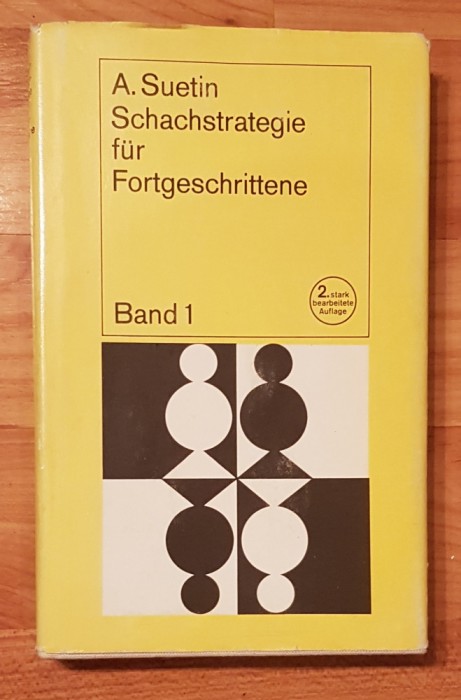 A. Suetin
Schachstrategie
für
Fortgeschrittene
Band 1
2. stark
bearbeitete
Auflage